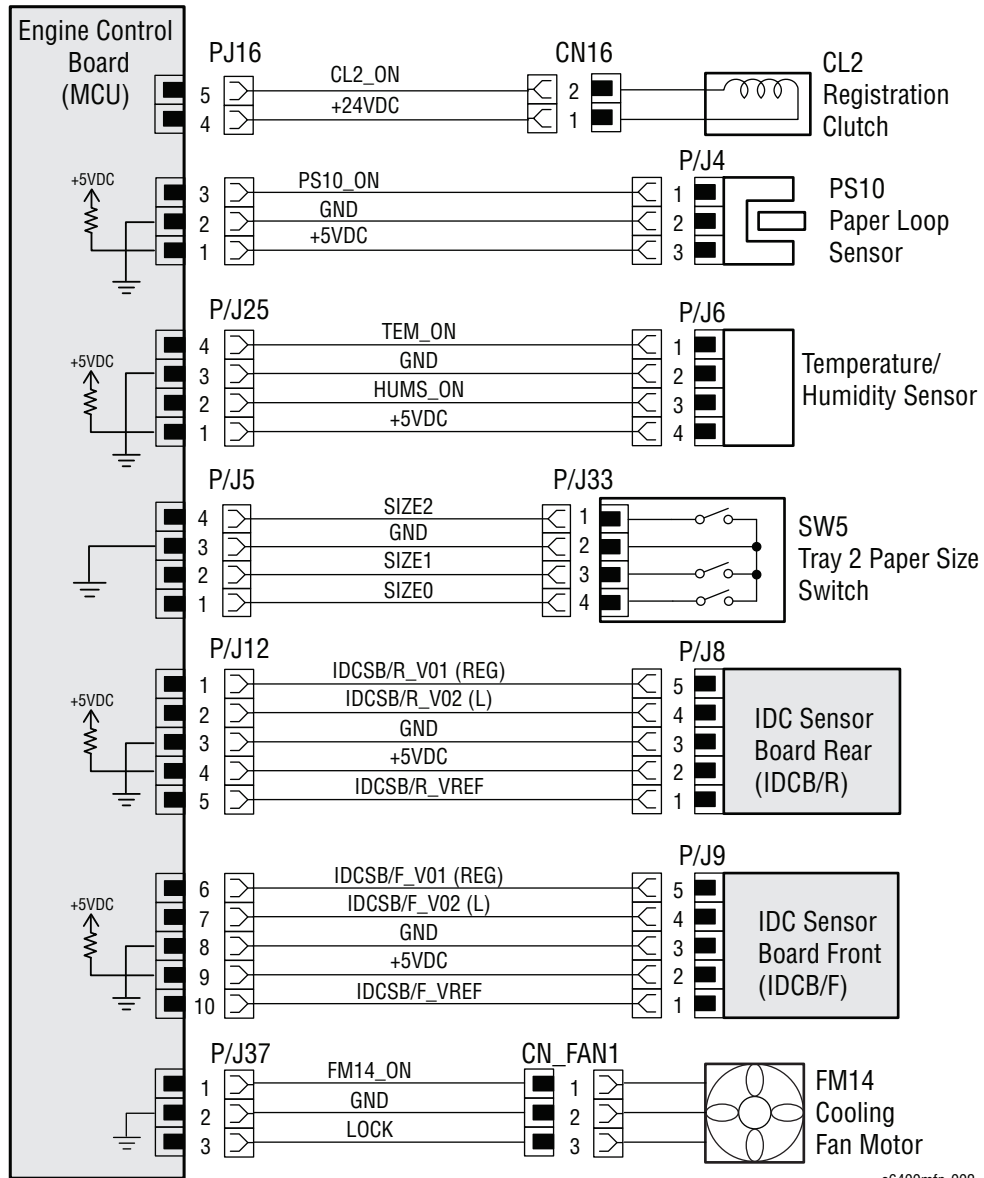 Engine Control
Board
(MCU)
PJ16
CN16
5
CL2_ON
2
4
+24VDC
1
CL2
Registration
Clutch
P/J4
+5VDC
3
PS10_ON
1
2
GND
2
1
+5VDC
3
PS10
Paper Loop
Sensor
P/J25
P/J6
+5VDC
4
TEM_ON
1
3
GND
2
2
HUMS_ON
3
1
+5VDC
4
Temperature/
Humidity Sensor
P/J5
P/J33
4
SIZE2
1
3
GND
2
2
SIZE1
3
1
SIZE0
4
SW5
Tray 2 Paper Size
Switch
P/J12
P/J8
+5VDC
1
IDCSB/R_V01 (REG)
5
2
IDCSB/R_V02 (L)
4
3
GND
3
4
+5VDC
2
5
IDCSB/R_VREF
1
IDC Sensor
Board Rear
(IDCB/R)
P/J9
+5VDC
6
IDCSB/F_V01 (REG)
5
7
IDCSB/F_V02 (L)
4
8
GND
3
9
+5VDC
2
10
IDCSB/F_VREF
1
IDC Sensor
Board Front
(IDCB/F)
P/J37
CN_FAN1
1
FM14_ON
1
2
GND
2
3
LOCK
3
FM14
Cooling
Fan Motor